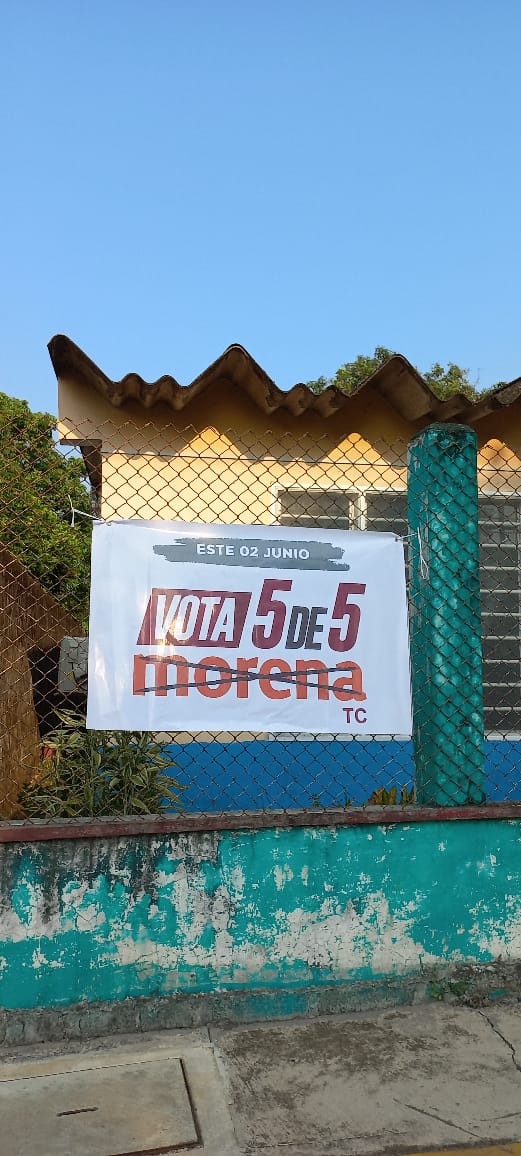 ESTE 02 JUNIO
VOTA 5 DE 5
morena
TC